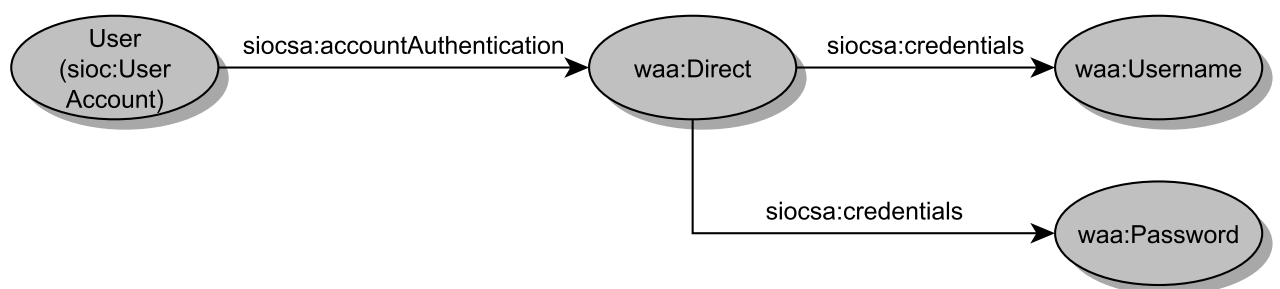 User
(sioc:User
Account)
siocsa:accountAuthentication
waa:Direct
siocsa:credentials
waa:Username
siocsa:credentials
waa:Password